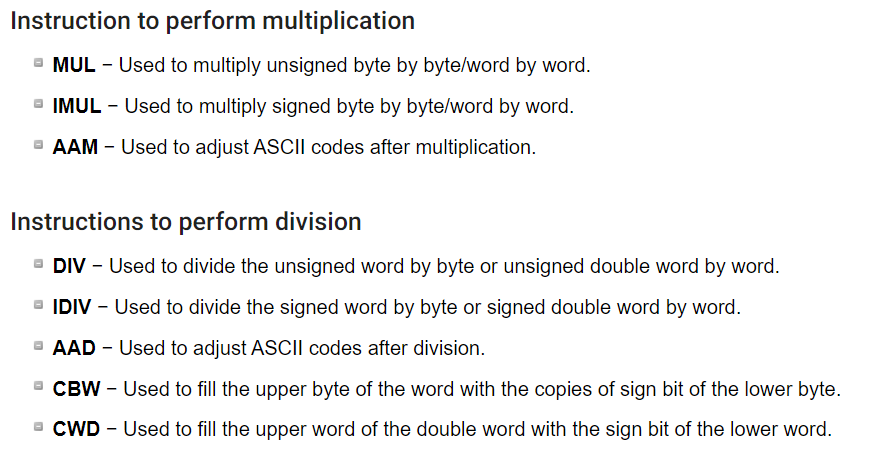 Instruction to perform multiplication
MUL − Used to multiply unsigned byte by byte/word by word.
IMUL − Used to multiply signed byte by byte/word by word.
AAM − Used to adjust ASCII codes after multiplication.
Instructions to perform division
DIV − Used to divide the unsigned word by byte or unsigned double word by word.
IDIV − Used to divide the signed word by byte or signed double word by word.
AAD − Used to adjust ASCII codes after division.
CBW − Used to fill the upper byte of the word with the copies of sign bit of the lower byte.
CWD − Used to fill the upper word of the double word with the sign bit of the lower word.